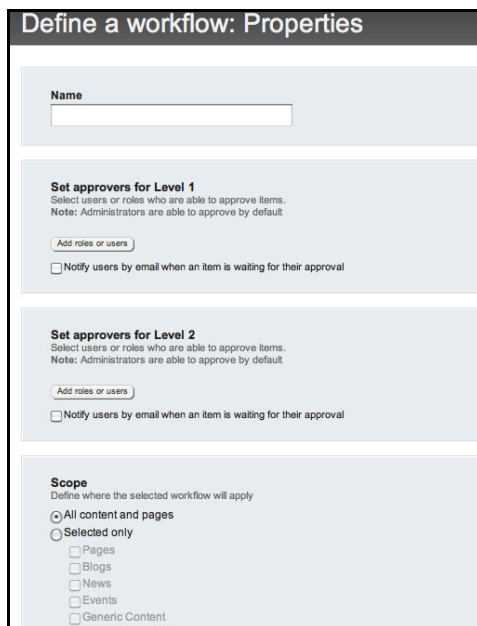 Define a workflow: Properties
Name
Set approvers for Level 1
Select users or roles who are able to approve items.
Note: Administrators are able to approve by default
Add roles or users
Notify users by email when an item is waiting for their approval
Set approvers for Level 2
Select users or roles who are able to approve items.
Note: Administrators are able to approve by default
Add roles or users
Notify users by email when an item is waiting for their approval
Scope
Define where the selected workflow will apply
All content and pages
Selected only
Pages
Blogs
News
Events
Generic Content